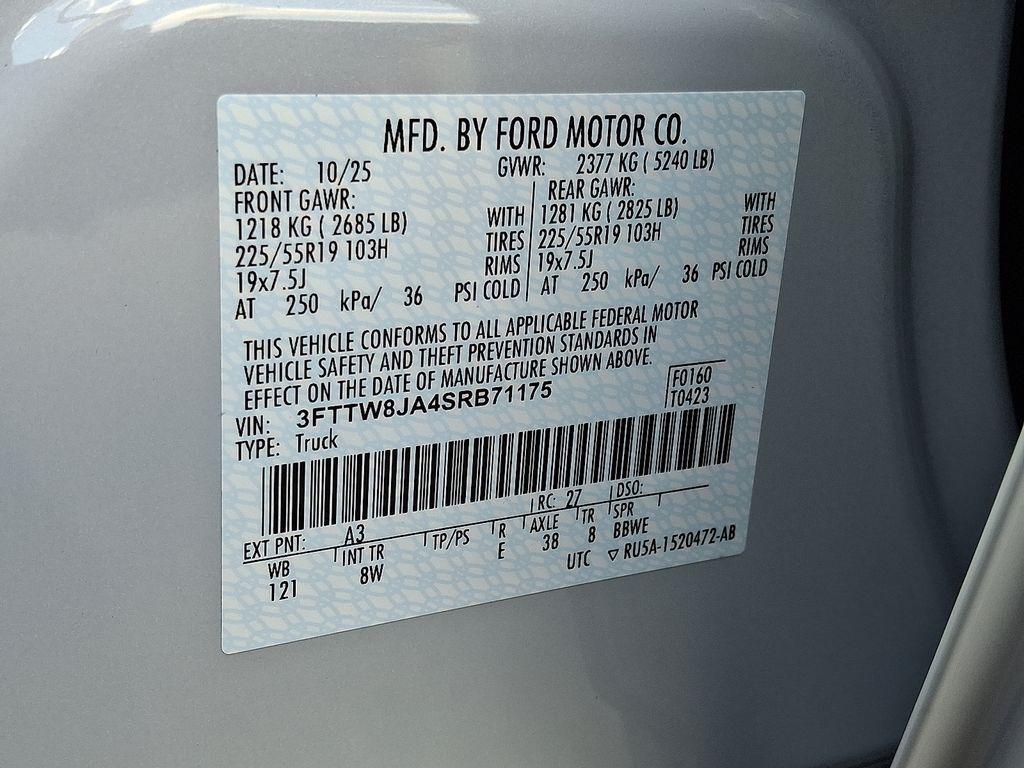 MFD. BY FORD MOTOR CO.
DATE: 10/25 GVWR: 2377 KG ( 5240 LB)
FRONT GAWR: REAR GAWR:
1218 KG ( 2685 LB) WITH 1281 KG ( 2825 LB) WITH
225/55R19 103H TIRES 225/55R19 103H TIRES
19x7.5J RIMS 19x7.5J RIMS
AT 250 kPa/ 36 PSI COLD AT 250 kPa/ 36 PSI COLD
THIS VEHICLE CONFORMS TO ALL APPLICABLE FEDERAL MOTOR
VEHICLE SAFETY AND THEFT PREVENTION STANDARDS IN
EFFECT ON THE DATE OF MANUFACTURE SHOWN ABOVE.
VIN: 3FTTW8JA4SRB71175 F0160
TYPE: Truck T0423
EXT PNT: A3 RC: 27 DSO:
WB INT TR TP/PS R AXLE TR SPR
121 8W E 38 8 BBWE
UTC ▽ RU5A-1520472-AB